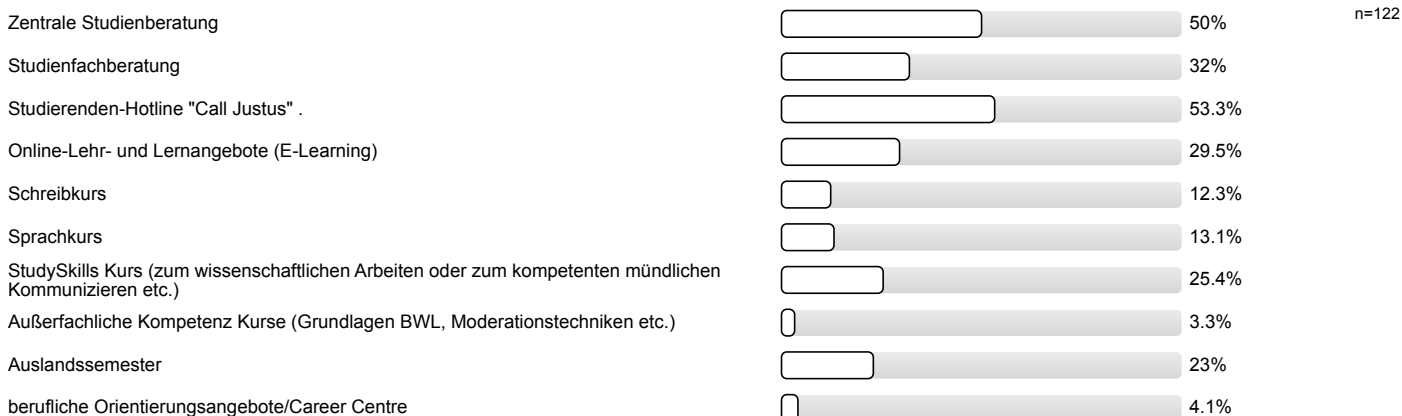 Zentrale Studienberatung 50% n=122
Studienfachberatung 32%
Studierenden-Hotline "Call Justus" . 53.3%
Online-Lehr- und Lernangebote (E-Learning) 29.5%
Schreibkurs 12.3%
Sprachkurs 13.1%
StudySkills Kurs (zum wissenschaftlichen Arbeiten oder zum kompetenten mündlichen
Kommunizieren etc.) 25.4%
Außerfachliche Kompetenz Kurse (Grundlagen BWL, Moderationstechniken etc.) 3.3%
Auslandssemester 23%
berufliche Orientierungsangebote/Career Centre 4.1%